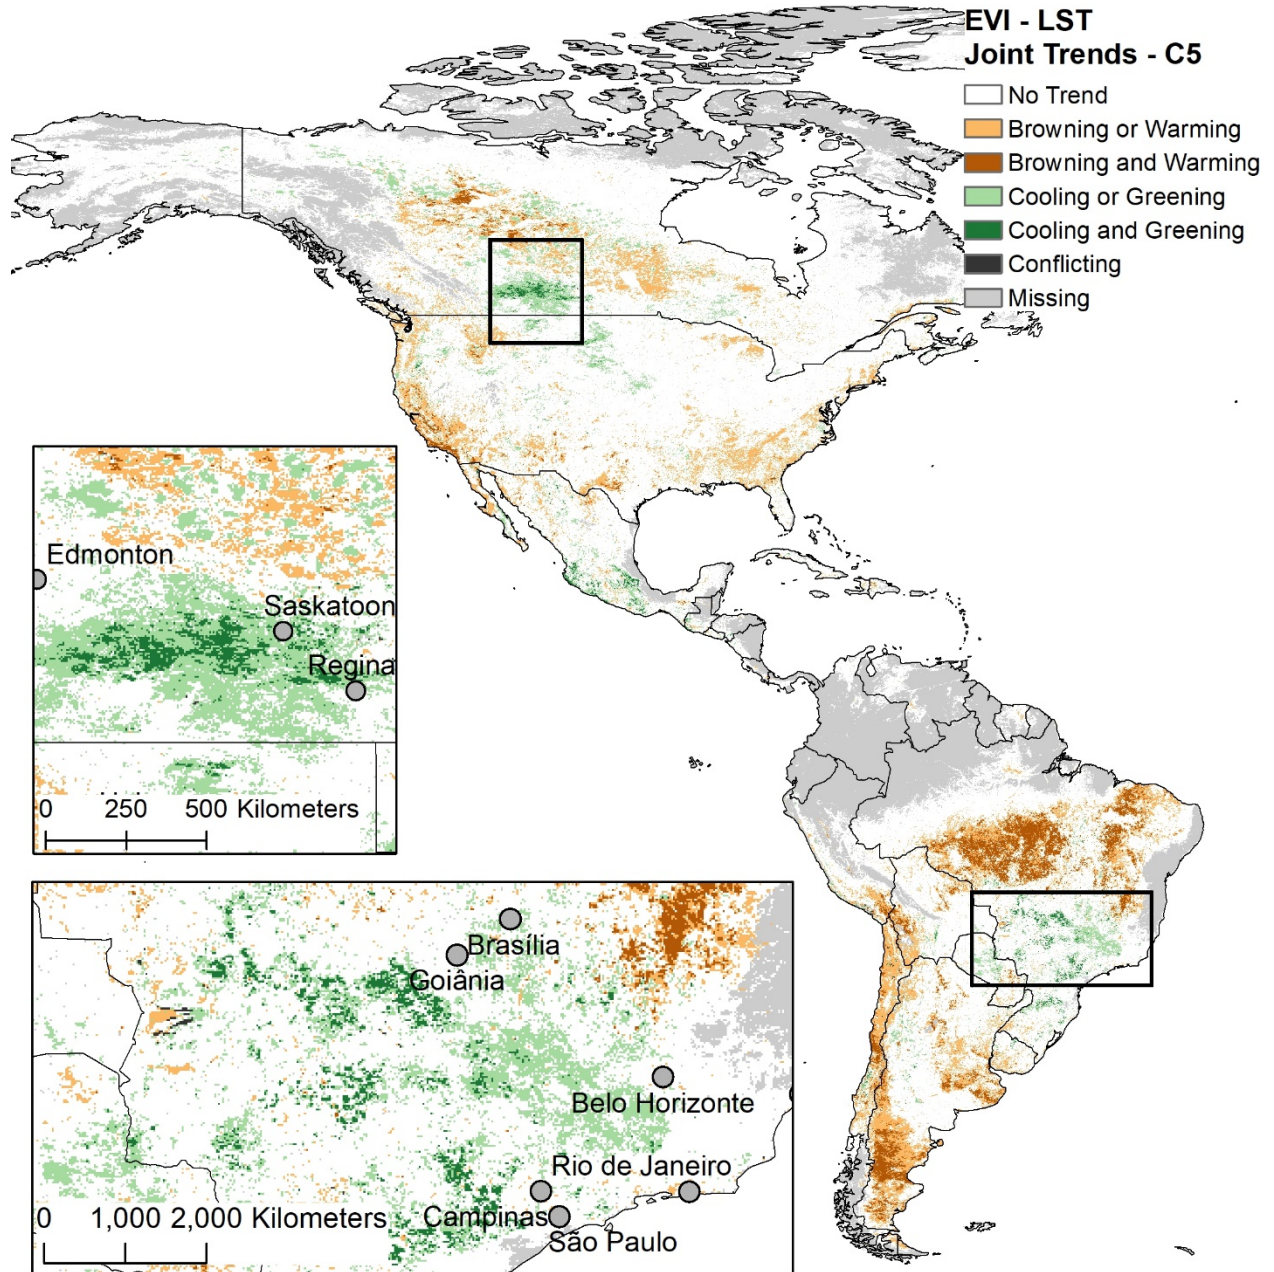 EVI - LST
Joint Trends - C5
No Trend
Browning or Warming
Browning and Warming
Cooling or Greening
Cooling and Greening
Conflicting
Missing
Edmonton
Saskatoon
Regina
0 250 500 Kilometers
Brasília
Goiânia
Belo Horizonte
Rio de Janeiro
Campinas
São Paulo
0 1,000 2,000 Kilometers